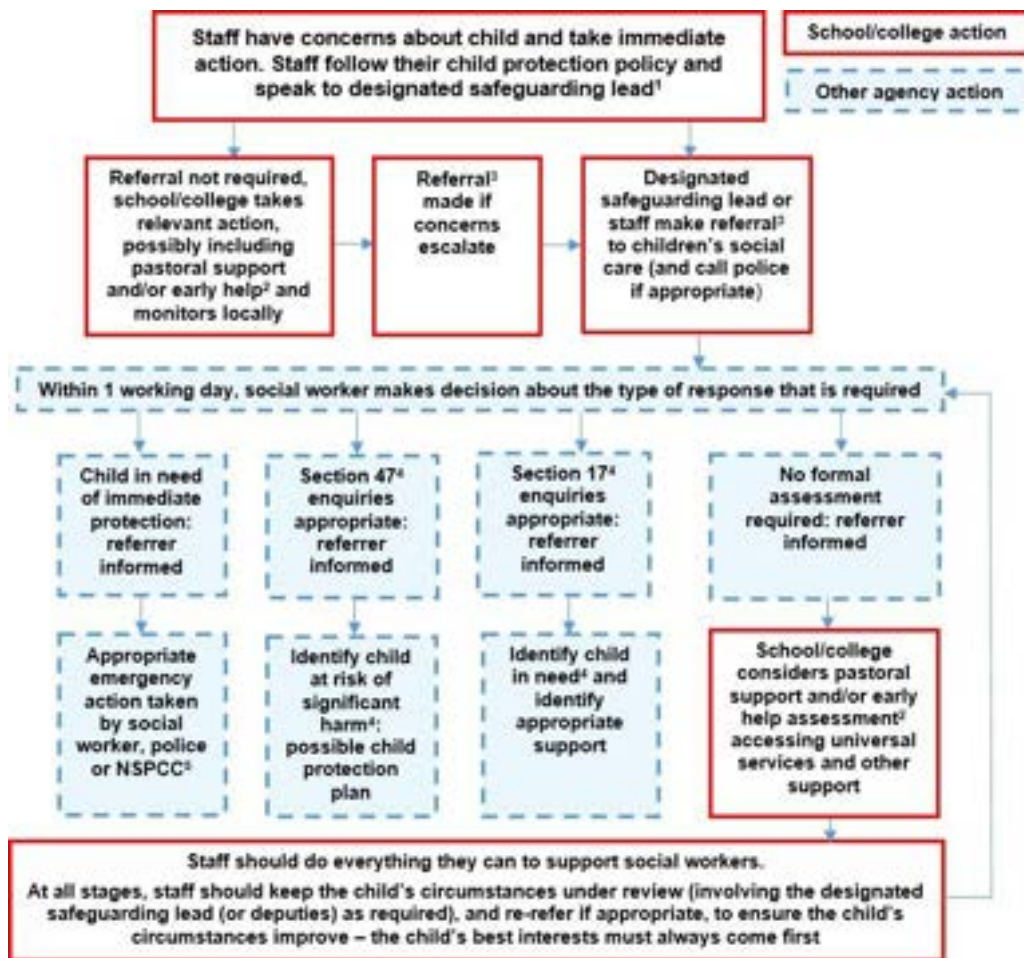 Staff have concerns about child and take immediate
action. Staff follow their child protection policy and
speak to designated safeguarding lead¹
School/college action
Other agency action
Referral not required,
school/college takes
relevant action,
possibly including
pastoral support
and/or early help² and
monitors locally
Referral³
made if
concerns
escalate
Designated
safeguarding lead or
staff make referral³
to children's social
care (and call police
if appropriate)
Within 1 working day, social worker makes decision about the type of response that is required
Child in need
of immediate
protection:
referrer
informed
Section 47⁴
enquiries
appropriate:
referrer
informed
Section 17⁴
enquiries
appropriate:
referrer
informed
No formal
assessment
required: referrer
informed
Appropriate
emergency
action taken
by social
worker, police
or NSPCC⁵
Identify child
at risk of
significant
harm⁴:
possible child
protection
plan
Identify child
in need⁴ and
identify
appropriate
support
School/college
considers pastoral
support and/or early
help assessment²
accessing universal
services and other
support
Staff should do everything they can to support social workers.
At all stages, staff should keep the child's circumstances under review (involving the designated
safeguarding lead (or deputies) as required), and re-refer if appropriate, to ensure the child's
circumstances improve – the child's best interests must always come first